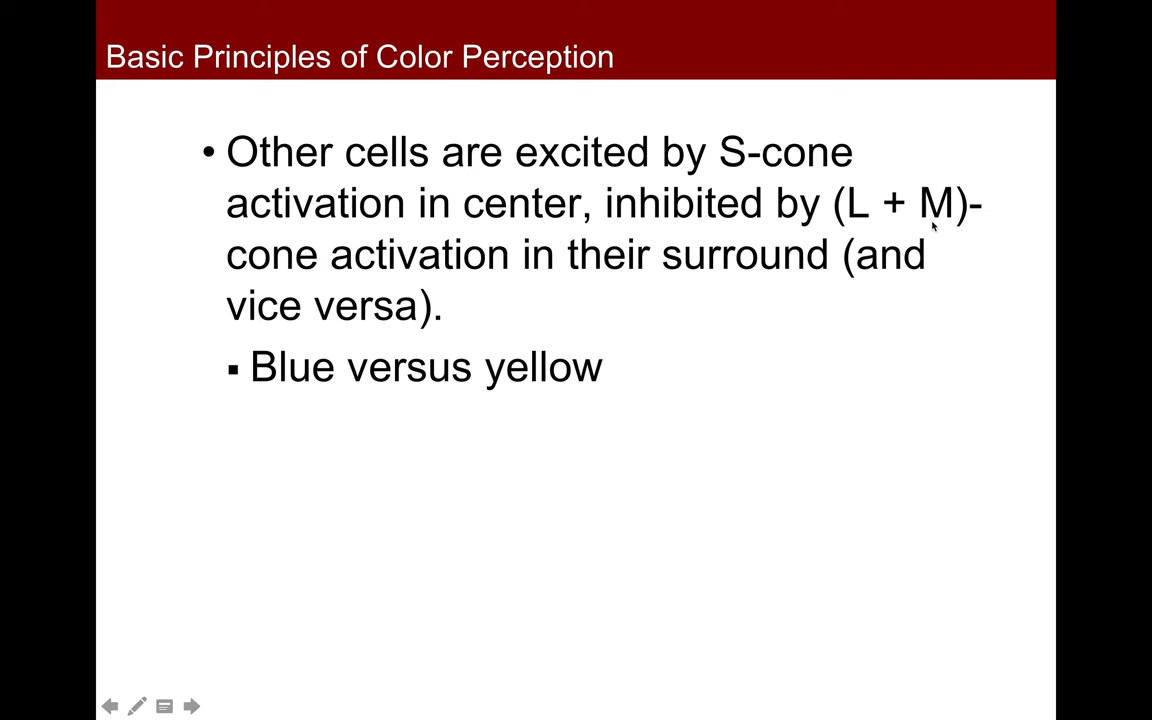 Basic Principles of Color Perception
• Other cells are excited by S-cone
activation in center, inhibited by (L + M)-
cone activation in their surround (and
vice versa).
▪ Blue versus yellow